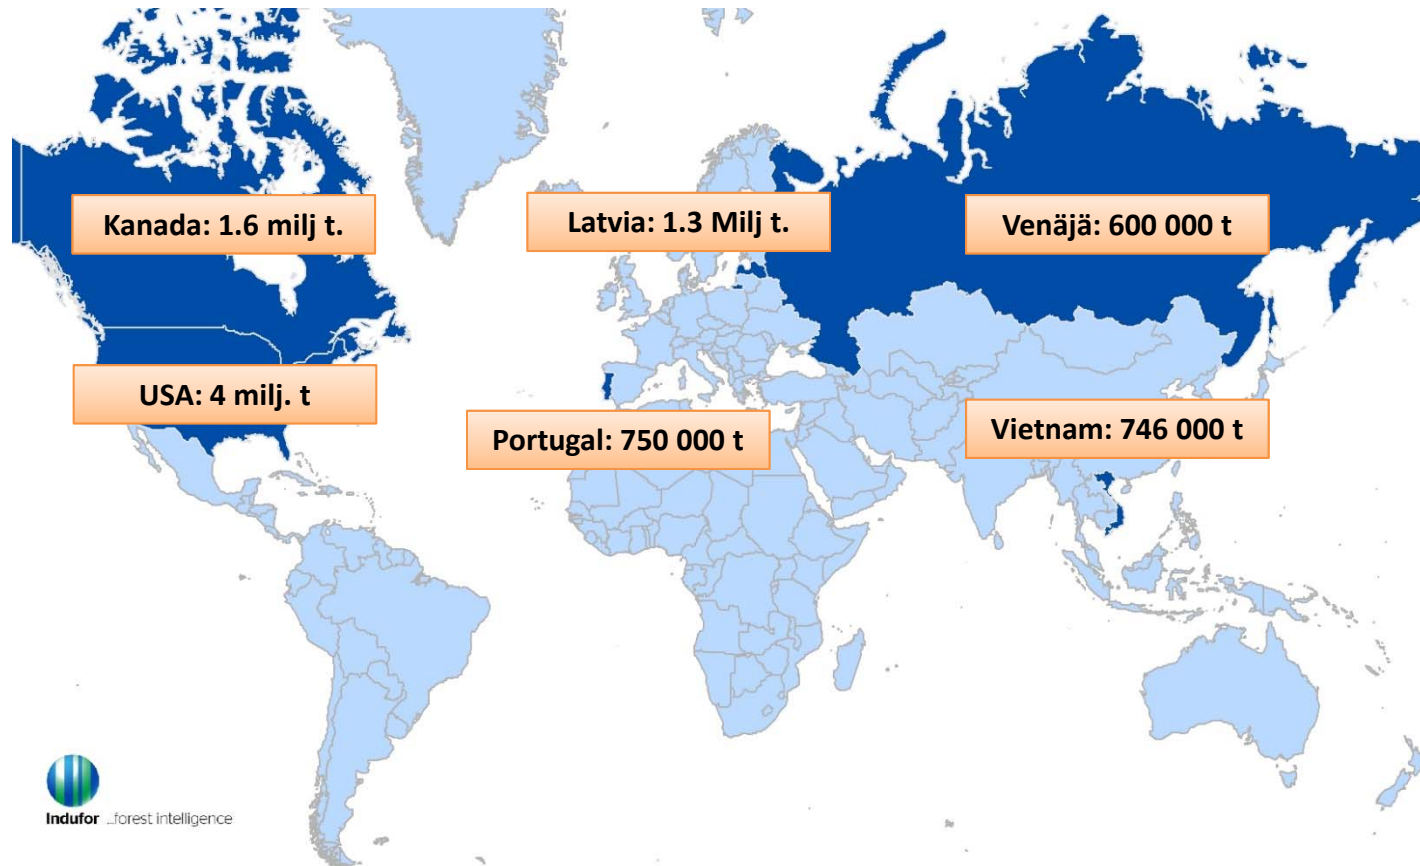 Kanada: 1.6 milj t.
Latvia: 1.3 Milj t.
Venäjä: 600 000 t
USA: 4 milj. t
Portugal: 750 000 t
Vietnam: 746 000 t
Indufor ...forest intelligence